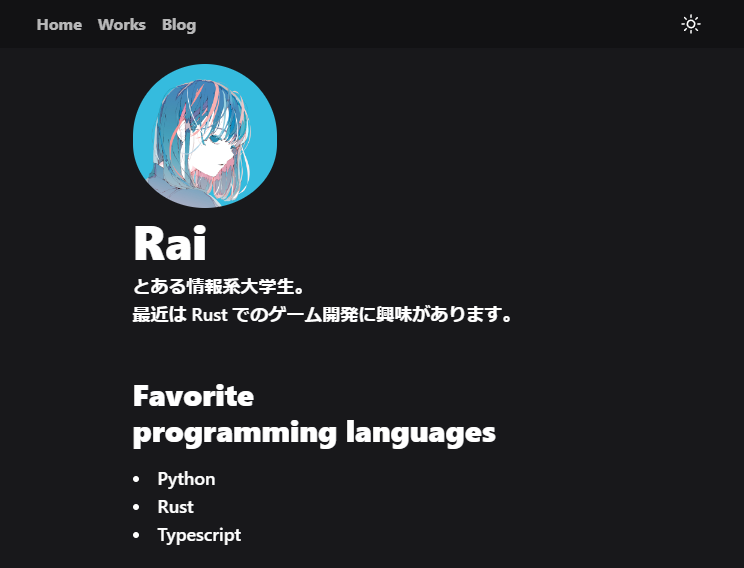 Home Works Blog
Rai
とある情報系大学生。
最近は Rust でのゲーム開発に興味があります。
Favorite
programming languages
• Python
• Rust
• Typescript